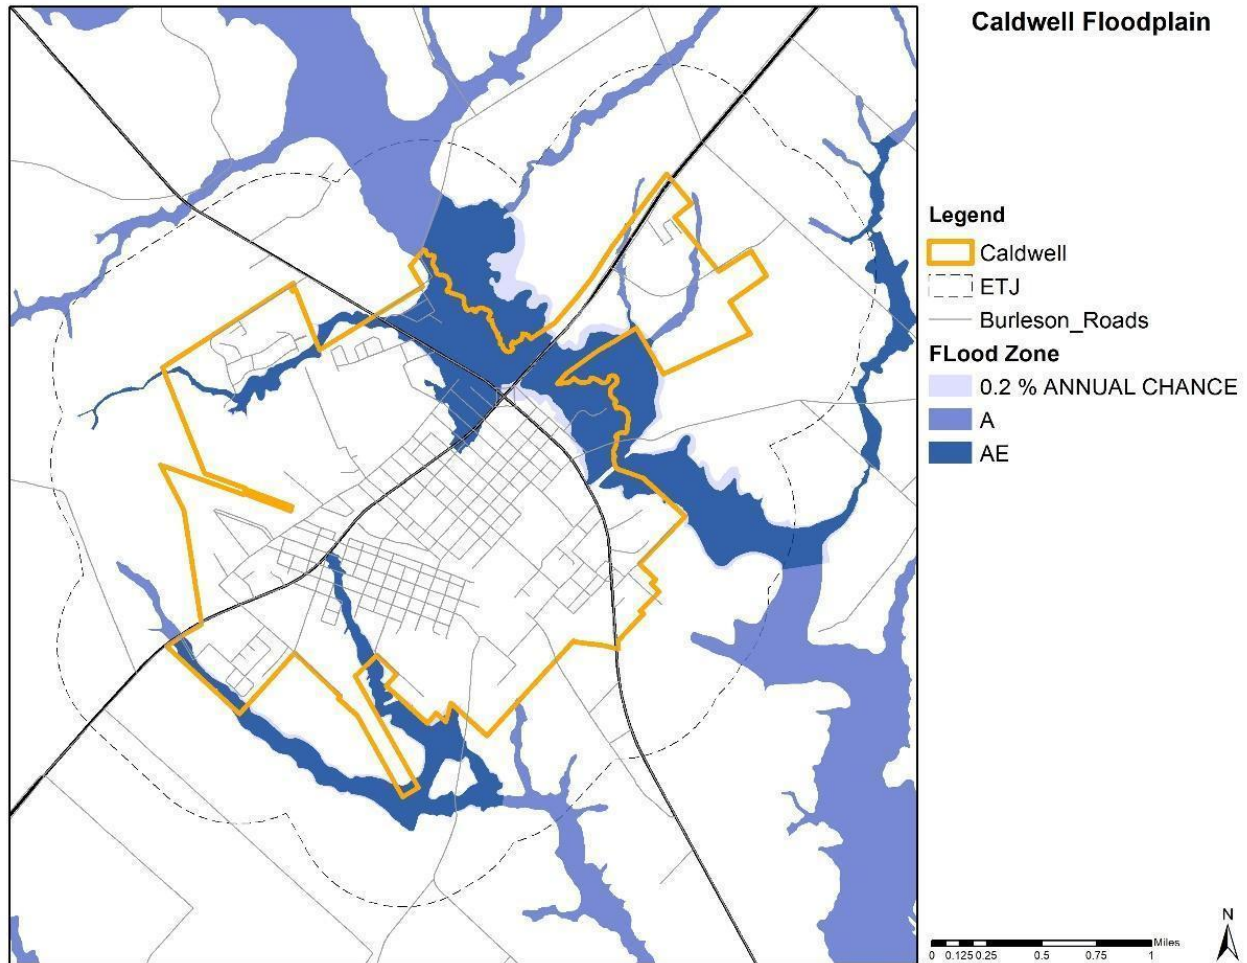 Caldwell Floodplain
Legend
Caldwell
ETJ
Burleson_Roads
FLood Zone
0.2 % ANNUAL CHANCE
A
AE
N
Miles
0 0.125 0.25 0.5 0.75 1